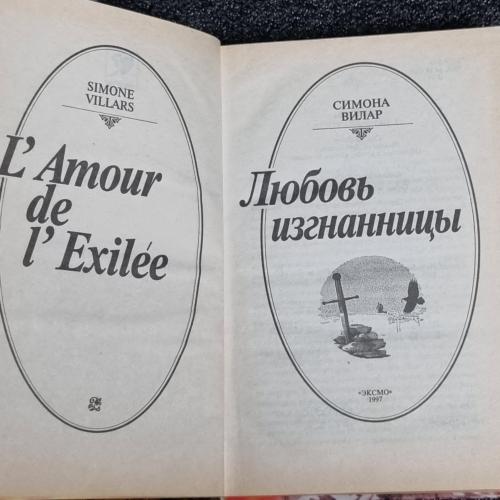 SIMONE
VILLARS
L'Amour
de
l'Exilée
СИМОНА
ВИЛАР
Любовь
изгнанницы
«ЭКСМО»
1997